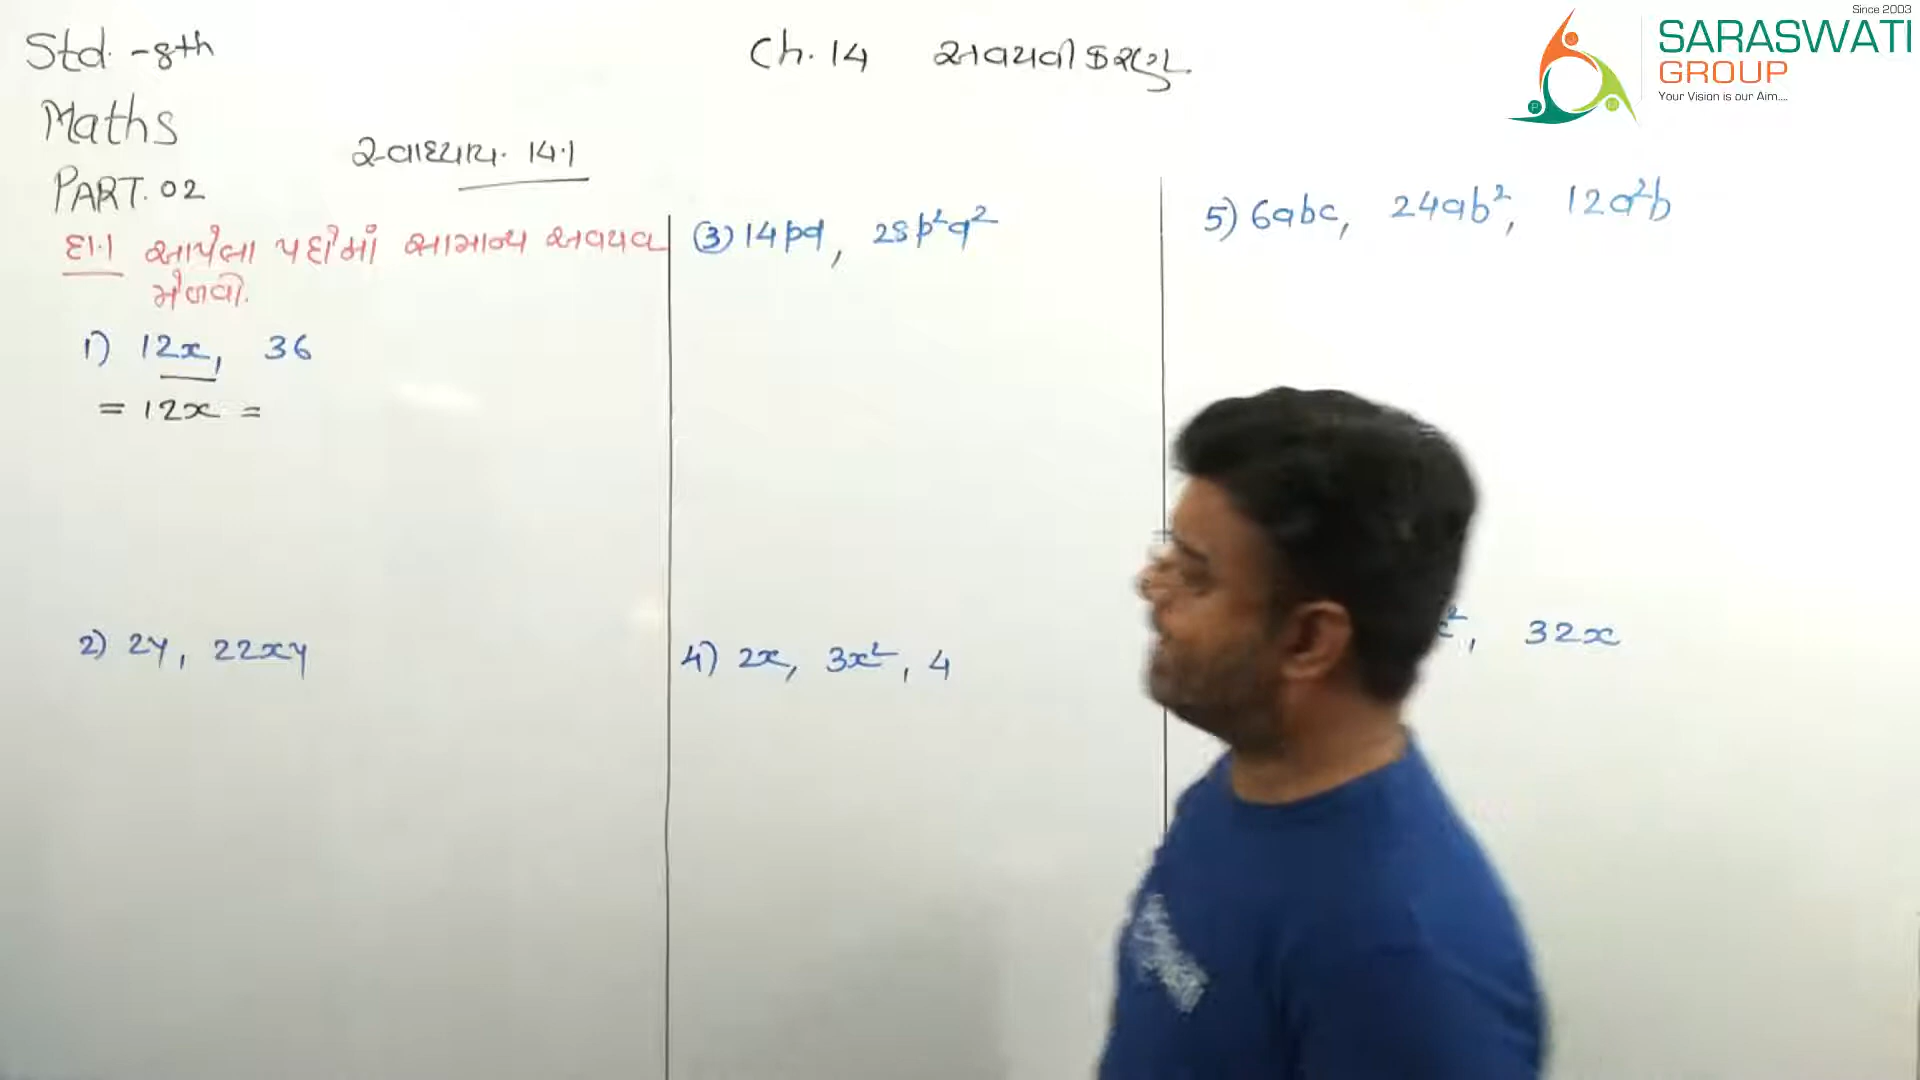 Std. -8th
Maths
PART. 02
Ch. 14 અવયવીકરણ.
સ્વાધ્યાય. 14.1
દા.1 આપેલા પદોમાં સામાન્ય અવયવ
મેળવો.
1) 12x, 36
= 12x =
2) 2y, 22xy
(3) 14pq, 28p²q²
4) 2x, 3x², 4
5) 6abc, 24ab², 12a²b
x², 32x
Since 2003
SARASWATI
GROUP
Your Vision is our Aim....